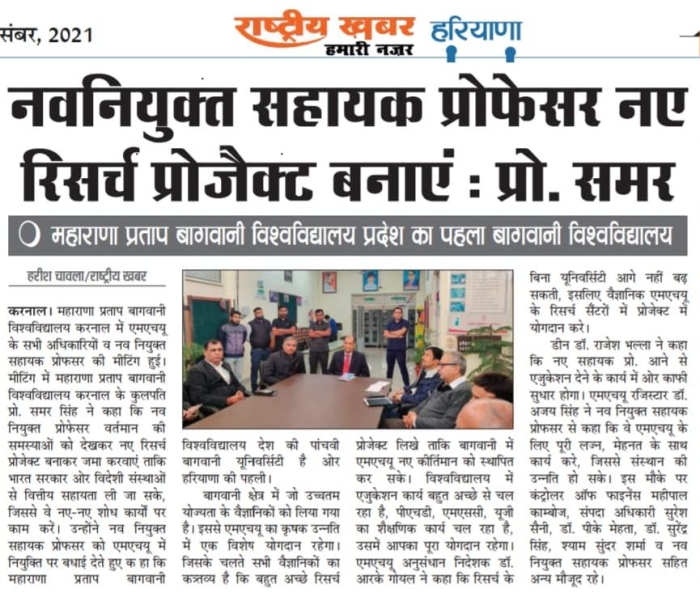 संबर, 2021
राष्ट्रीय खबर
हमारी नज़र
हरियाणा
नवनियुक्त सहायक प्रोफेसर नए
रिसर्च प्रोजैक्ट बनाएं : प्रो. समर
महाराणा प्रताप बागवानी विश्वविद्यालय प्रदेश का पहला बागवानी विश्वविद्यालय
हरीश चावला/राष्ट्रीय खबर
करनाल। महाराणा प्रताप बागवानी
विश्वविद्यालय करनाल में एमएचयू
के सभी अधिकारियों व नव नियुक्त
सहायक प्रोफसर की मीटिंग हुई।
मीटिंग में महाराणा प्रताप बागवानी
विश्वविद्यालय करनाल के कुलपति
प्रो. समर सिंह ने कहा कि नव
नियुक्त प्रोफेसर वर्तमान की
समस्याओं को देखकर नए रिसर्च
प्रोजेक्ट बनाकर जमा करवाएं ताकि
भारत सरकार ओर विदेशी संस्थाओं
से वित्तीय सहायता ली जा सके,
जिससे वे नए-नए शोध कार्यों पर
काम करें। उन्होंने नव नियुक्त
सहायक प्रोफसर को एमएचयू में
नियुक्ति पर बधाई देते हुए क हा कि
महाराणा प्रताप बागवानी
विश्वविद्यालय देश की पांचवी
बागवानी यूनिवर्सिटी है ओर
हरियाणा की पहली।
बागवानी क्षेत्र में जो उच्चतम
योग्यता के वैज्ञानिकों को लिया गया
है। इससे एमएचयू का कृषक उन्नति
में एक विशेष योगदान रहेगा।
जिसके चलते सभी वैज्ञानिकों का
कत्र्तव्य है कि बहुत अच्छे रिसर्च
प्रोजेक्ट लिखे ताकि बागवानी में
एमएचयू नए कीर्तिमान को स्थापित
कर सके। विश्वविद्यालय में
एजुकेशन कार्य बहुत अच्छे से चल
रहा है, पीएचडी, एमएससी, यूजी
का शैक्षणिक कार्य चल रहा है,
उसमें आपका पूरा योगदान रहेगा।
एमएचयू अनुसंधान निदेशक डॉ.
आरके गोयल ने कहा कि रिसर्च के
बिना यूनिवर्सिटी आगे नहीं बढ़
सकती, इसलिए वैज्ञानिक एमएचयू
के रिसर्च सैंटरों में प्रोजेक्ट में
योगदान करे।
डीन डॉ. राजेश भल्ला ने कहा
कि नए सहायक प्रो. आने से
एजुकेशन देने के कार्य में ओर काफी
सुधार होगा। एमएचयू रजिस्टार डॉ.
अजय सिंह ने नव नियुक्त सहायक
प्रोफसर से कहा कि वे एमएचयू के
लिए पूरी लज्न, मेहनत के साथ
कार्य करे, जिससे संस्थान की
उन्नति हो सके। इस मौके पर
कंट्रोलर ऑफ फाइनेंस महीपाल
काम्बोज, संपदा अधिकारी सुरेश
सैनी, डॉ. पीके मेहता, डॉ. सुरेंद्र
सिंह, श्याम सुंदर शर्मा व नव
नियुक्त सहायक प्रोफसर सहित
अन्य मौजूद रहे।